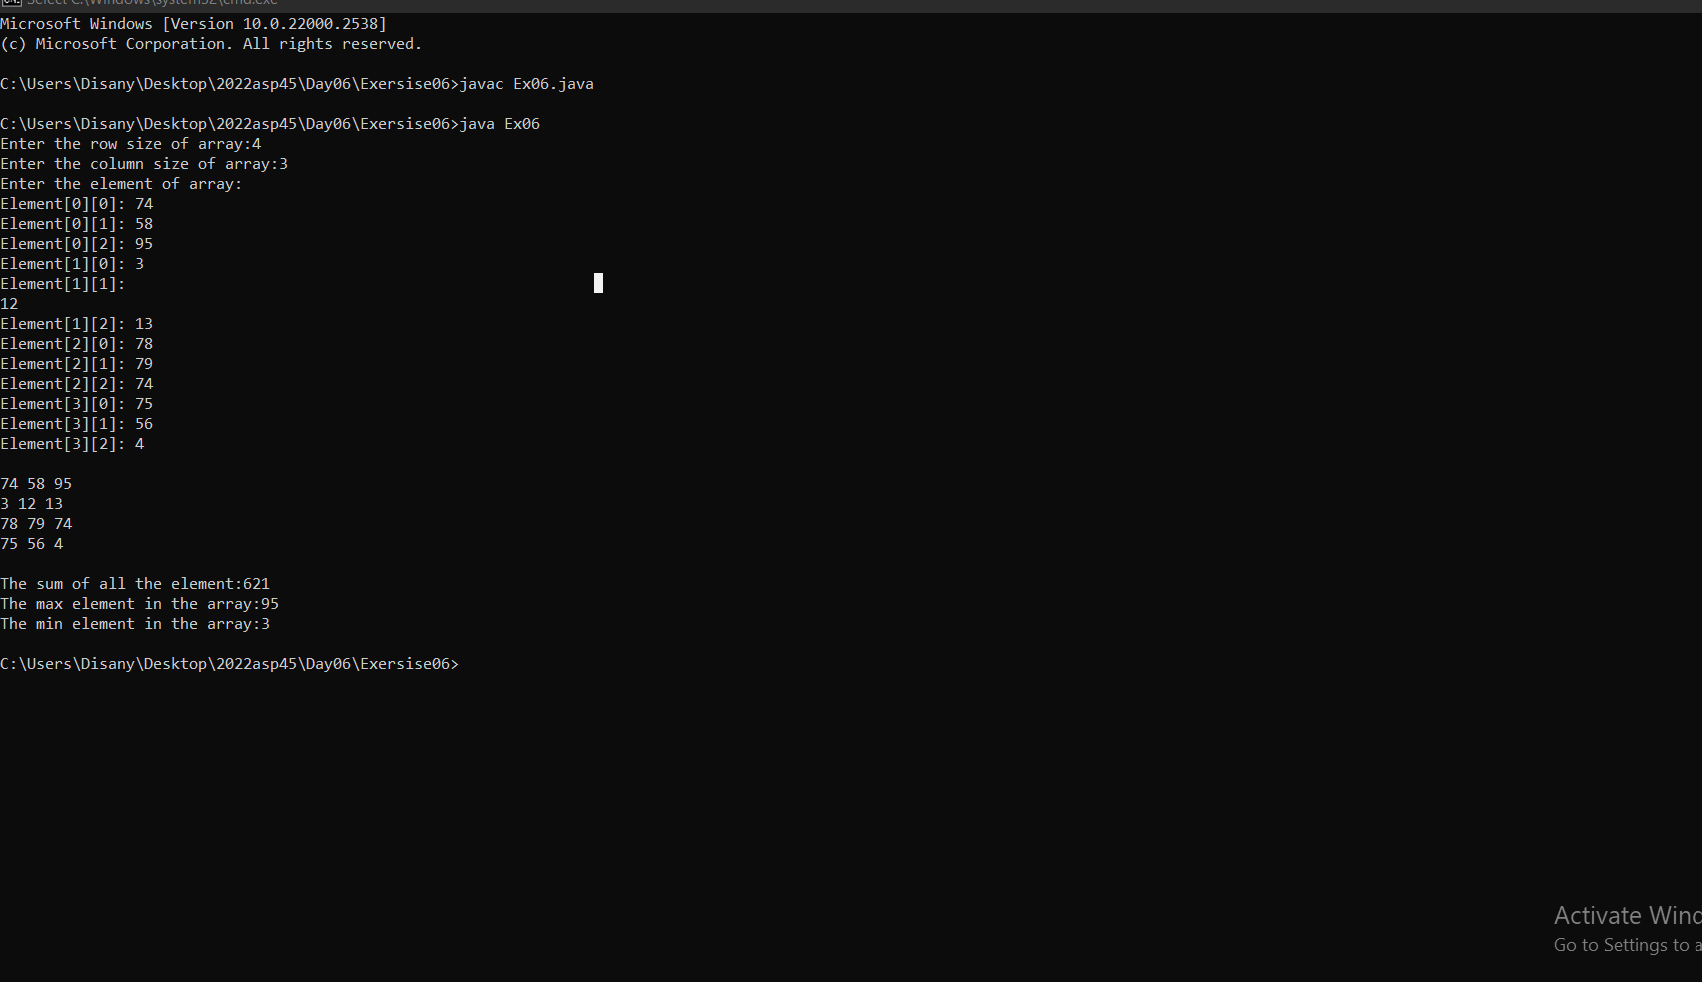 Select C:\Windows\system32\cmd.exe
Microsoft Windows [Version 10.0.22000.2538]
(c) Microsoft Corporation. All rights reserved.
C:\Users\Disany\Desktop\2022asp45\Day06\Exersise06>javac Ex06.java
C:\Users\Disany\Desktop\2022asp45\Day06\Exersise06>java Ex06
Enter the row size of array:4
Enter the column size of array:3
Enter the element of array:
Element[0][0]: 74
Element[0][1]: 58
Element[0][2]: 95
Element[1][0]: 3
Element[1][1]:
12
Element[1][2]: 13
Element[2][0]: 78
Element[2][1]: 79
Element[2][2]: 74
Element[3][0]: 75
Element[3][1]: 56
Element[3][2]: 4
74 58 95
3 12 13
78 79 74
75 56 4
The sum of all the element:621
The max element in the array:95
The min element in the array:3
C:\Users\Disany\Desktop\2022asp45\Day06\Exersise06>
Activate Wind
Go to Settings to a